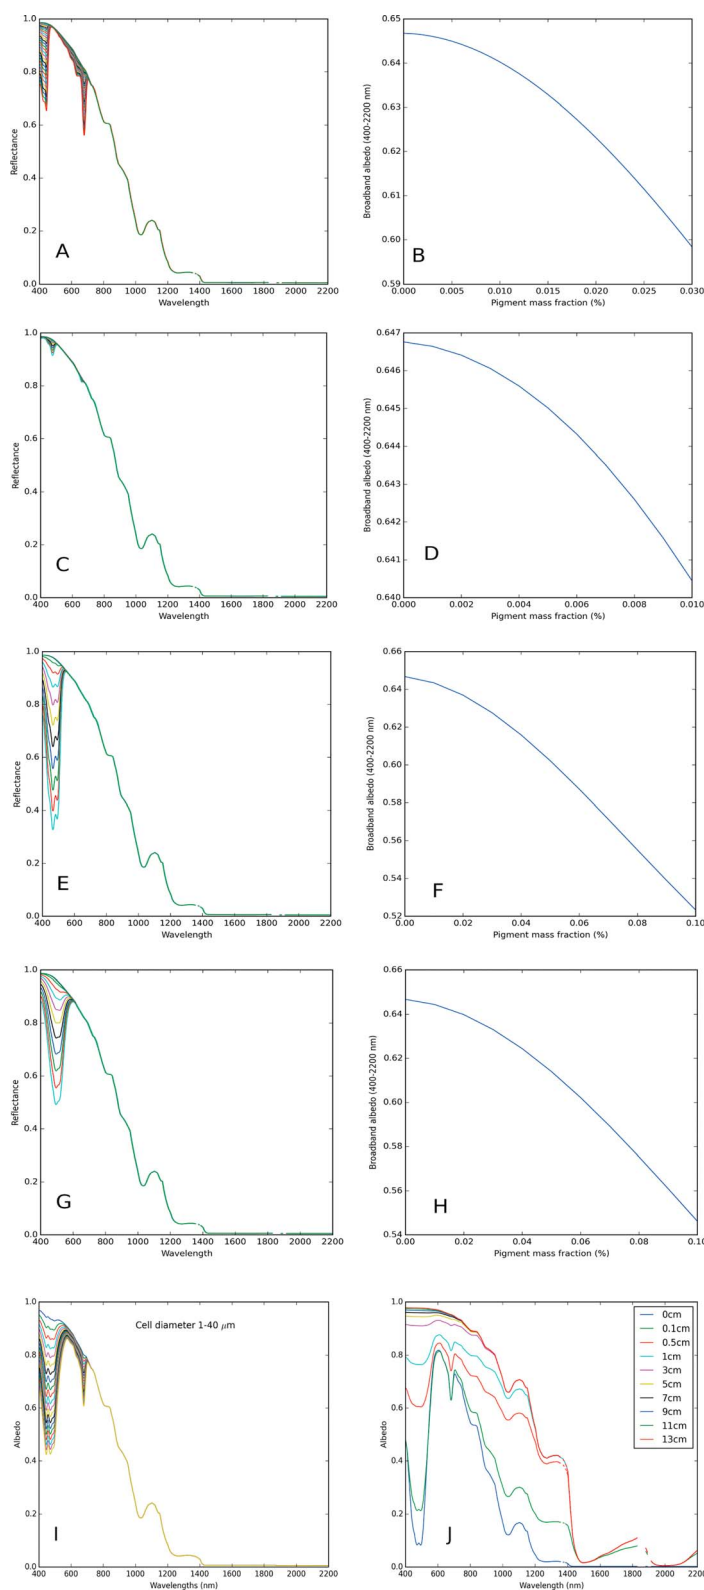 1.0
0.8
0.6
0.4
0.2
0.0
Reflectance
A
400 600 800 1000 1200 1400 1600 1800 2000 2200
Wavelength
0.65
0.64
0.63
0.62
0.61
0.60
0.59
Broadband albedo (400-2200 nm)
B
0.000 0.005 0.010 0.015 0.020 0.025 0.030
Pigment mass fraction (%)
1.0
0.8
0.6
0.4
0.2
0.0
Reflectance
C
400 600 800 1000 1200 1400 1600 1800 2000 2200
Wavelength
0.647
0.646
0.645
0.644
0.643
0.642
0.641
0.640
Broadband albedo (400-2200 nm)
D
0.000 0.002 0.004 0.006 0.008 0.010
Pigment mass fraction (%)
1.0
0.8
0.6
0.4
0.2
0.0
Reflectance
E
400 600 800 1000 1200 1400 1600 1800 2000 2200
Wavelength
0.66
0.64
0.62
0.60
0.58
0.56
0.54
0.52
Broadband albedo (400-2200 nm)
F
0.00 0.02 0.04 0.06 0.08 0.10
Pigment mass fraction (%)
1.0
0.8
0.6
0.4
0.2
0.0
Reflectance
G
400 600 800 1000 1200 1400 1600 1800 2000 2200
Wavelength
0.66
0.64
0.62
0.60
0.58
0.56
0.54
Broadband albedo (400-2200 nm)
H
0.00 0.02 0.04 0.06 0.08 0.10
Pigment mass fraction (%)
1.0
0.8
0.6
0.4
0.2
0.0
Albedo
Cell diameter 1-40 μm
I
400 600 800 1000 1200 1400 1600 1800 2000 2200
Wavelengths (nm)
1.0
0.8
0.6
0.4
0.2
0.0
Albedo
0cm
0.1cm
0.5cm
1cm
3cm
5cm
7cm
9cm
11cm
13cm
J
400 600 800 1000 1200 1400 1600 1800 2000 2200
Wavelength (nm)